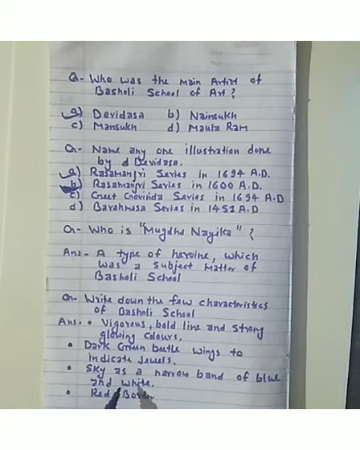 Q- Who was the main Artist of
Basholi School of Art?
a) Devidasa b) Nainsukh
c) Mansukh d) Maula Ram
Q- Name any one illustration done
by d Devidasa.
a) Rasamanjri Series in 1694 A.D.
b) Rasamanjri Series in 1600 A.D.
c) Geet Govinda Series in 1694 A.D
d) Barahmasa Series in 1451 A.D
Q- Who is "Mugdha Nayika"?
Ans- A type of heroine, which
was a subject matter of
Basholi School
Q- Write down the few characteristics
of Basholi School
Ans- • Vigorous, bold line and strong
glowing colours.
• Dark Green beetle wings to
indicate jewels.
• Sky as a narrow band of blue
and white.
• Red Border